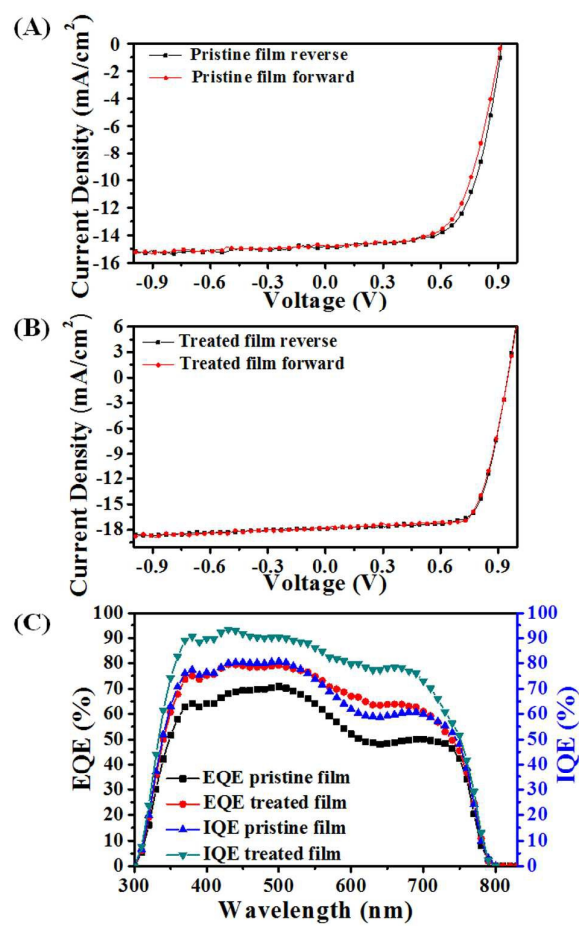 (A)
Current Density (mA/cm²)
0
-2
-4
-6
-8
-10
-12
-14
-16
Pristine film reverse
Pristine film forward
-0.9 -0.6 -0.3 0.0 0.3 0.6 0.9
Voltage (V)
(B)
Current Density (mA/cm²)
6
3
0
-3
-6
-9
-12
-15
-18
Treated film reverse
Treated film forward
-0.9 -0.6 -0.3 0.0 0.3 0.6 0.9
Voltage (V)
(C)
EQE (%)
100
90
80
70
60
50
40
30
20
10
0
EQE pristine film
EQE treated film
IQE pristine film
IQE treated film
100
90
80
70
60
50
40
30
20
10
0
IQE (%)
300 400 500 600 700 800
Wavelength (nm)